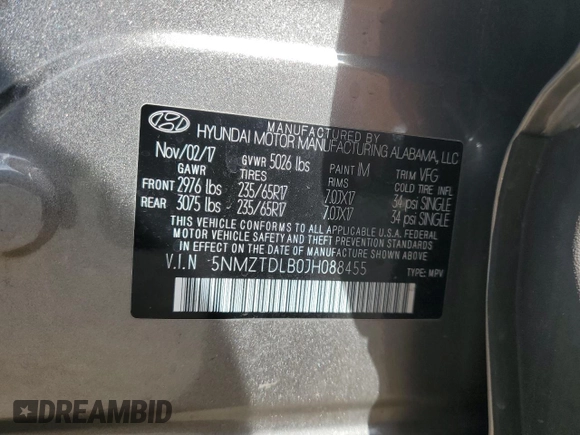 MANUFACTURED BY
HYUNDAI MOTOR MANUFACTURING ALABAMA, LLC
Nov/02/17 GVWR 5026 lbs PAINT IM TRIM VFG
GAWR TIRES RIMS COLD TIRE INFL
FRONT 2976 lbs 235/65R17 7.0JX17 34 psi SINGLE
REAR 3075 lbs 235/65R17 7.0JX17 34 psi SINGLE
THIS VEHICLE CONFORMS TO ALL APPLICABLE U.S.A. FEDERAL
MOTOR VEHICLE SAFETY AND THEFT PREVENTION STANDARDS
IN EFFECT ON THE DATE OF MANUFACTURE SHOWN ABOVE.
V.I.N 5NMZTDLB0JH088455 TYPE: MPV
DREAMBID